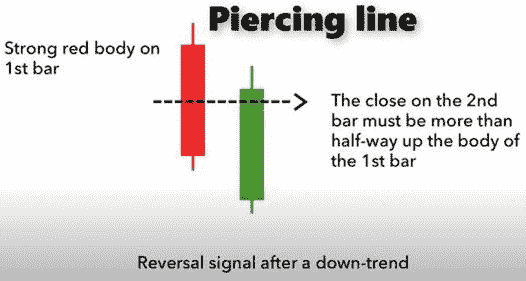 Piercing line
Strong red body on
1st bar
The close on the 2nd
bar must be more than
half-way up the body of
the 1st bar
Reversal signal after a down-trend